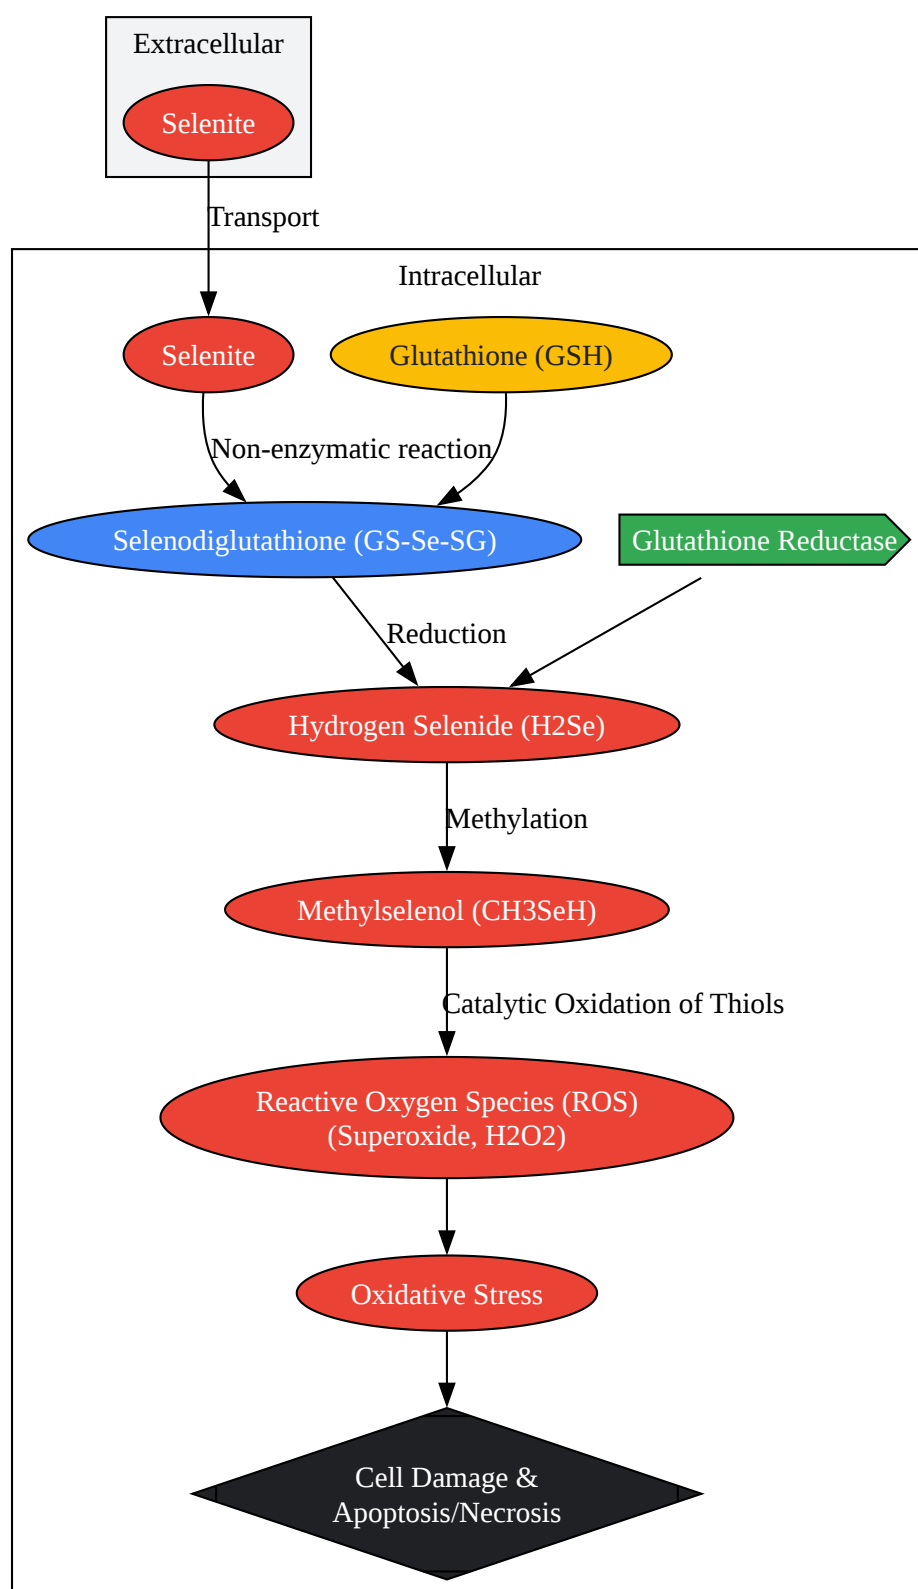 Extracellular
Selenite
Transport
Intracellular
Selenite
Glutathione (GSH)
Non-enzymatic reaction
Selenodiglutathione (GS-Se-SG)
Glutathione Reductase
Reduction
Hydrogen Selenide (H2Se)
Methylation
Methylselenol (CH3SeH)
Catalytic Oxidation of Thiols
Reactive Oxygen Species (ROS)
(Superoxide, H2O2)
Oxidative Stress
Cell Damage &
Apoptosis/Necrosis